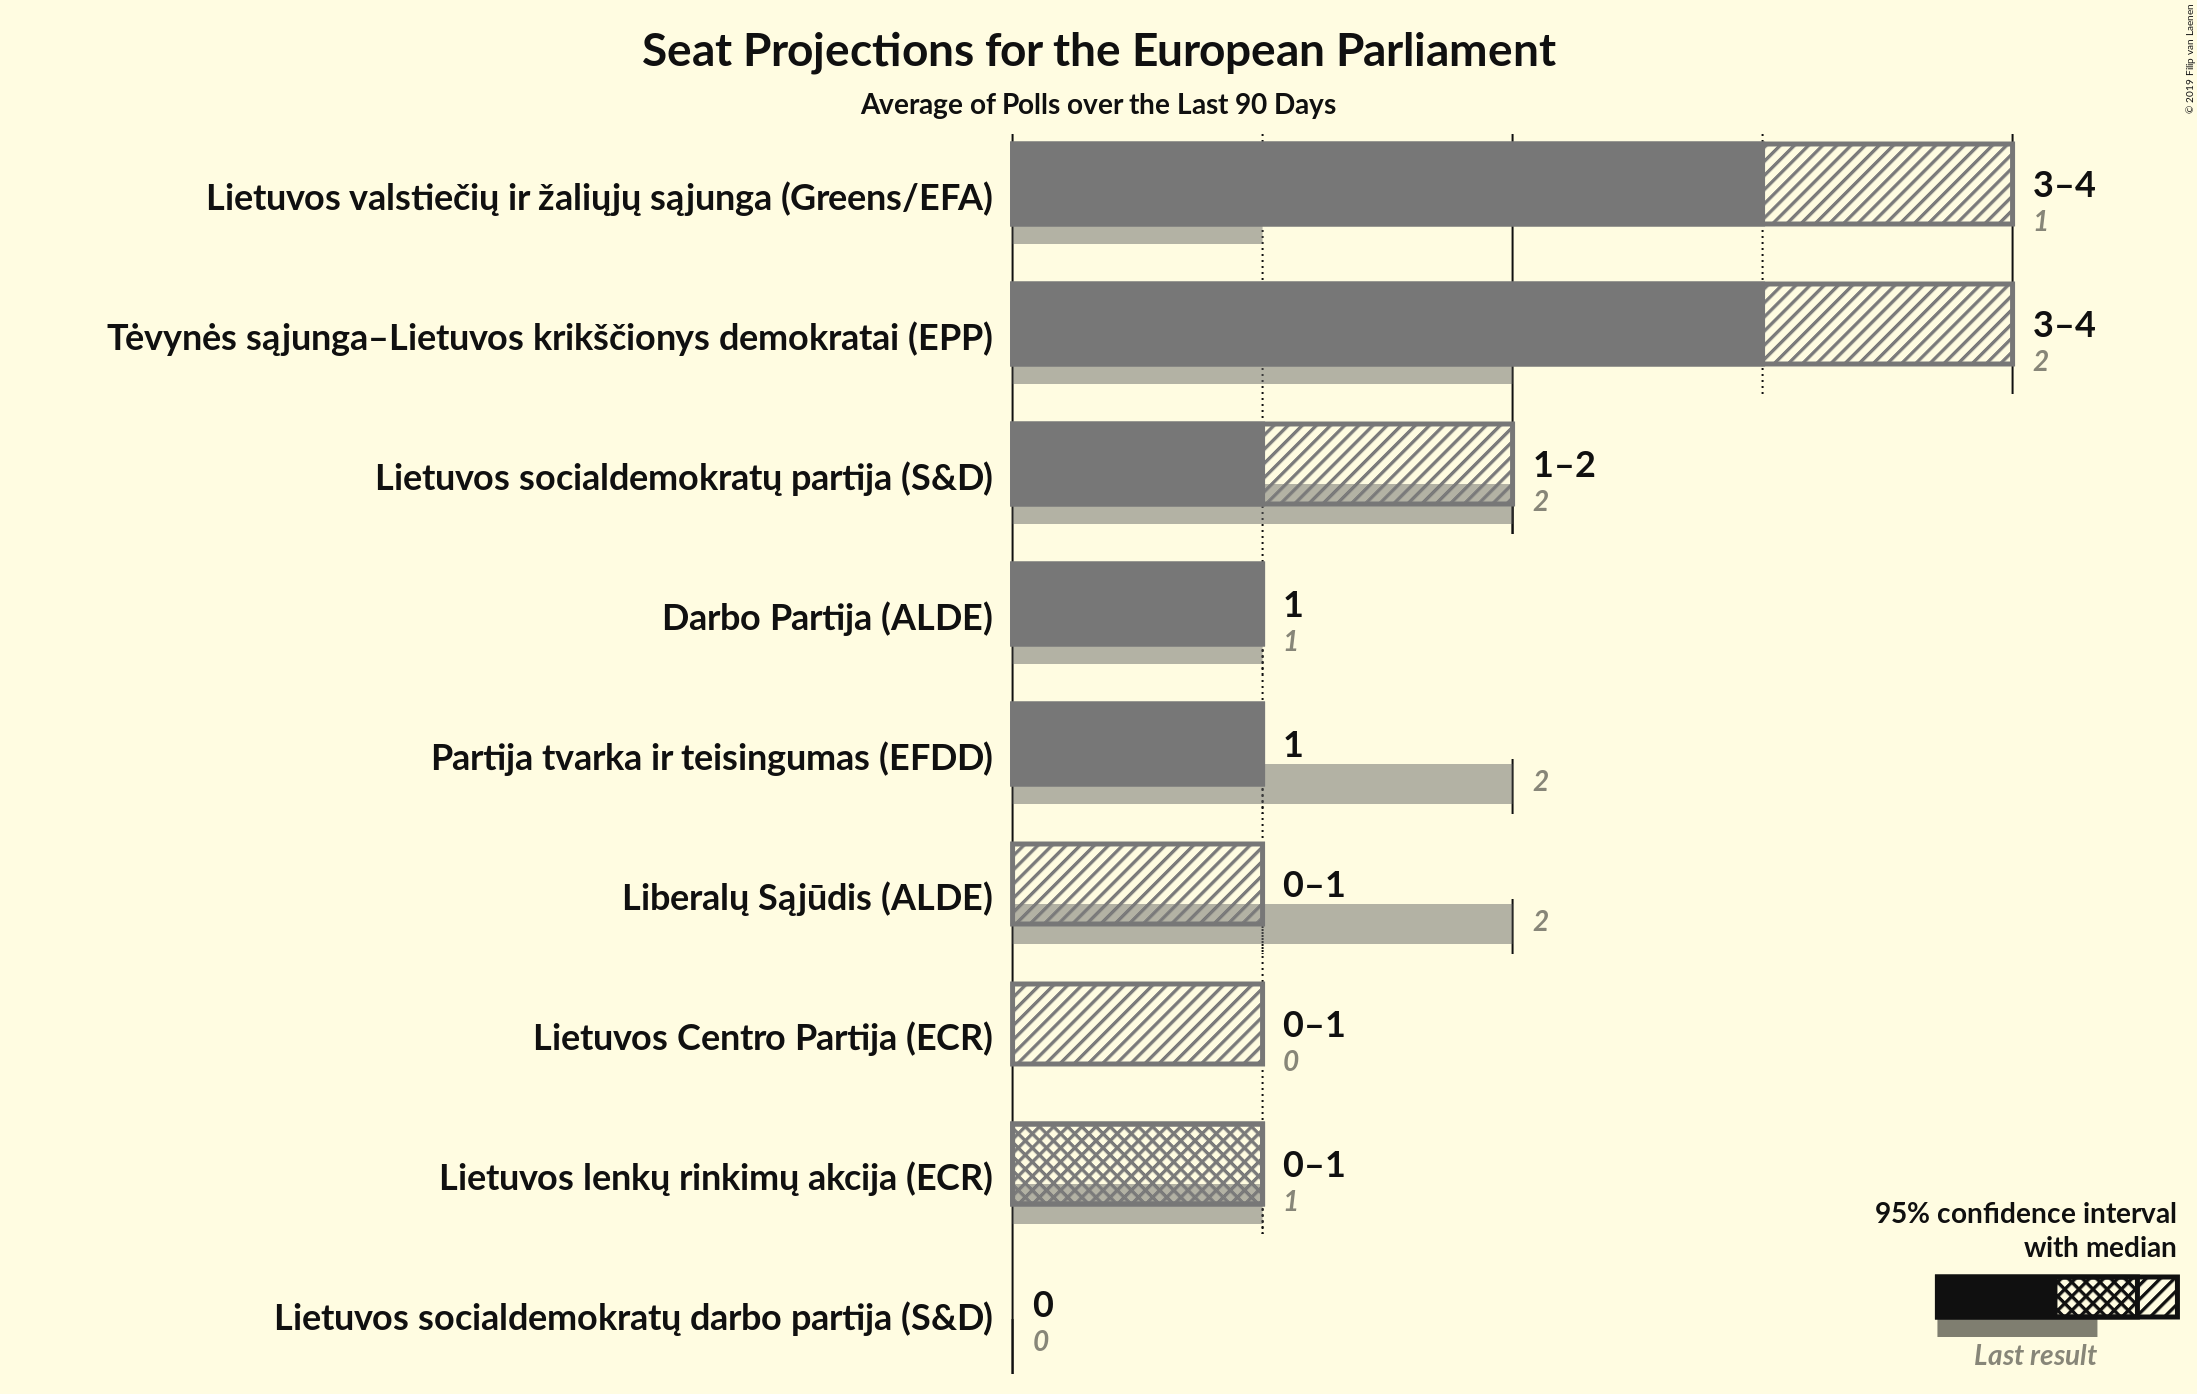 Seat Projections for the European Parliament
Average of Polls over the Last 90 Days
© 2019 Filip van Laenen
Lietuvos valstiečių ir žaliųjų sąjunga (Greens/EFA)
3–4
1
Tėvynės sąjunga–Lietuvos krikščionys demokratai (EPP)
3–4
2
Lietuvos socialdemokratų partija (S&D)
1–2
2
Darbo Partija (ALDE)
1
1
Partija tvarka ir teisingumas (EFDD)
1
2
Liberalų Sąjūdis (ALDE)
0–1
2
Lietuvos Centro Partija (ECR)
0–1
0
Lietuvos lenkų rinkimų akcija (ECR)
0–1
1
Lietuvos socialdemokratų darbo partija (S&D)
0
0
95% confidence interval
with median
Last result